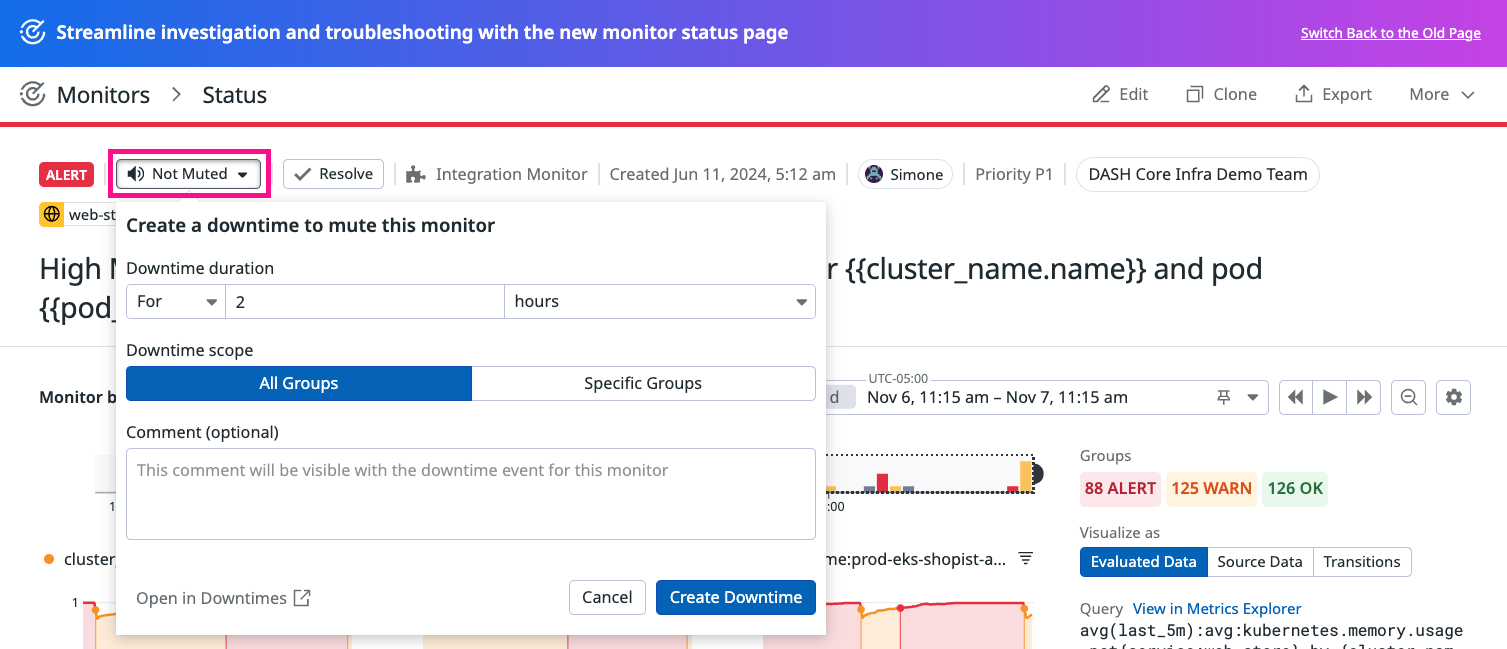 Streamline investigation and troubleshooting with the new monitor status page
Switch Back to the Old Page
Monitors > Status
Edit
Clone
Export
More
ALERT
Not Muted
Resolve
Integration Monitor
Created Jun 11, 2024, 5:12 am
Simone
Priority P1
DASH Core Infra Demo Team
web-st
Create a downtime to mute this monitor
High
r {{cluster_name.name}} and pod
{{pod_
Downtime duration
For
2
hours
Downtime scope
All Groups
Specific Groups
Monitor b
d
UTC-05:00
Nov 6, 11:15 am – Nov 7, 11:15 am
Comment (optional)
This comment will be visible with the downtime event for this monitor
:00
Groups
88 ALERT
125 WARN
126 OK
Visualize as
Evaluated Data
Source Data
Transitions
cluster
me:prod-eks-shopist-a...
1
Open in Downtimes
Cancel
Create Downtime
Query View in Metrics Explorer
avg(last_5m):avg:kubernetes.memory.usage